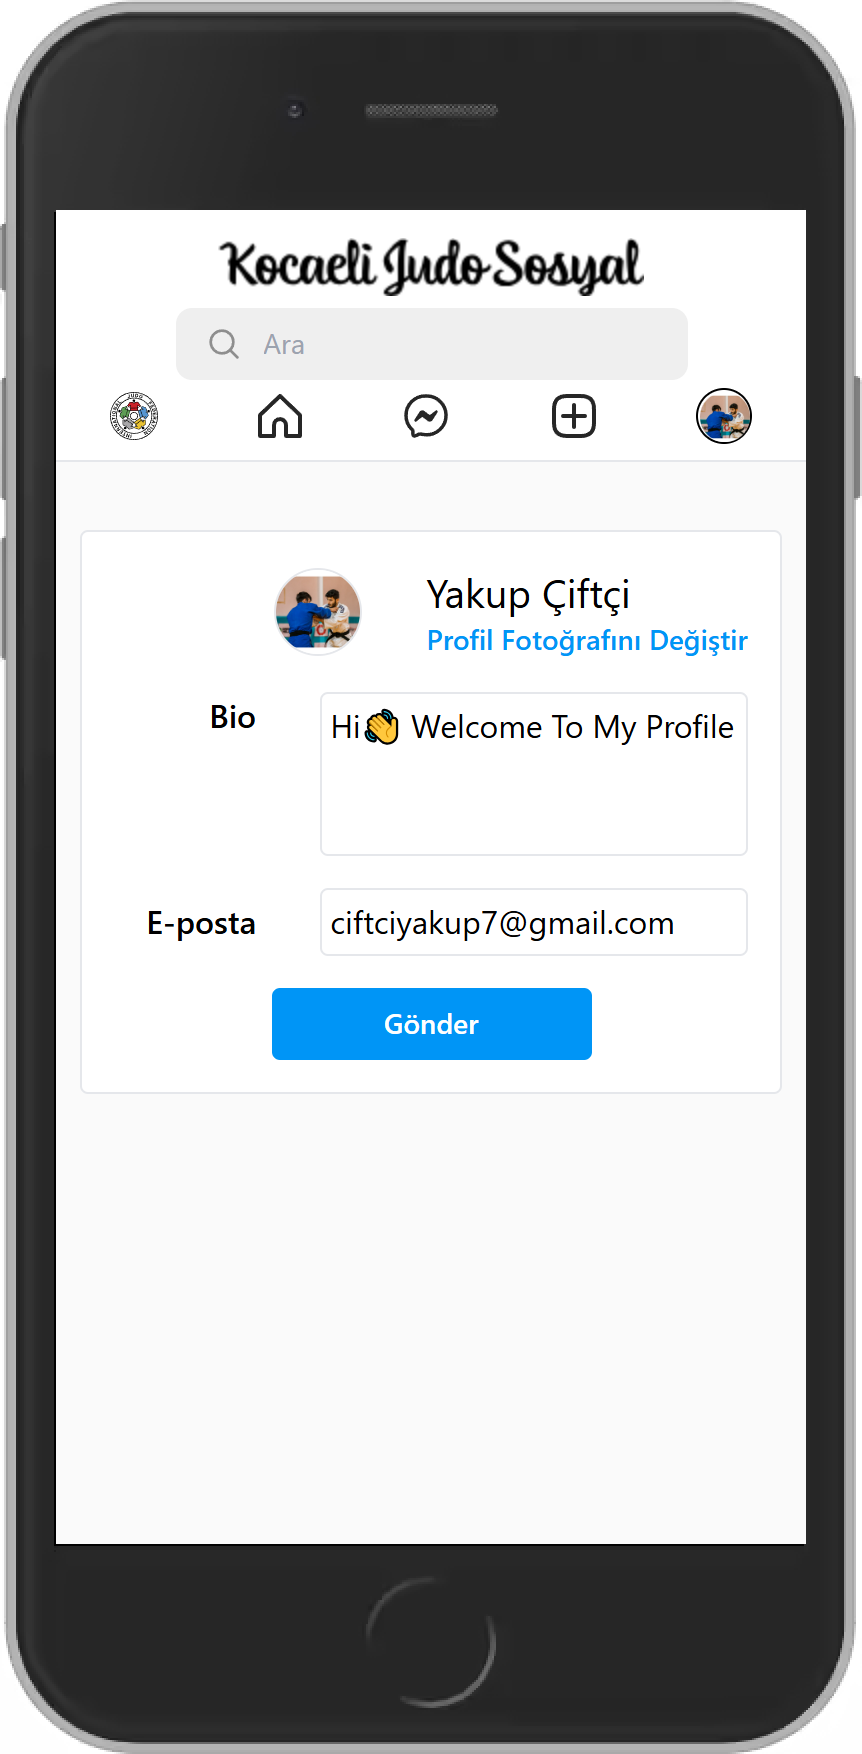 Kocaeli Judo Sosyal
Ara
Yakup Çiftçi
Profil Fotoğrafını Değiştir
Bio
Hi👋 Welcome To My Profile
E-posta
ciftciyakup7@gmail.com
Gönder